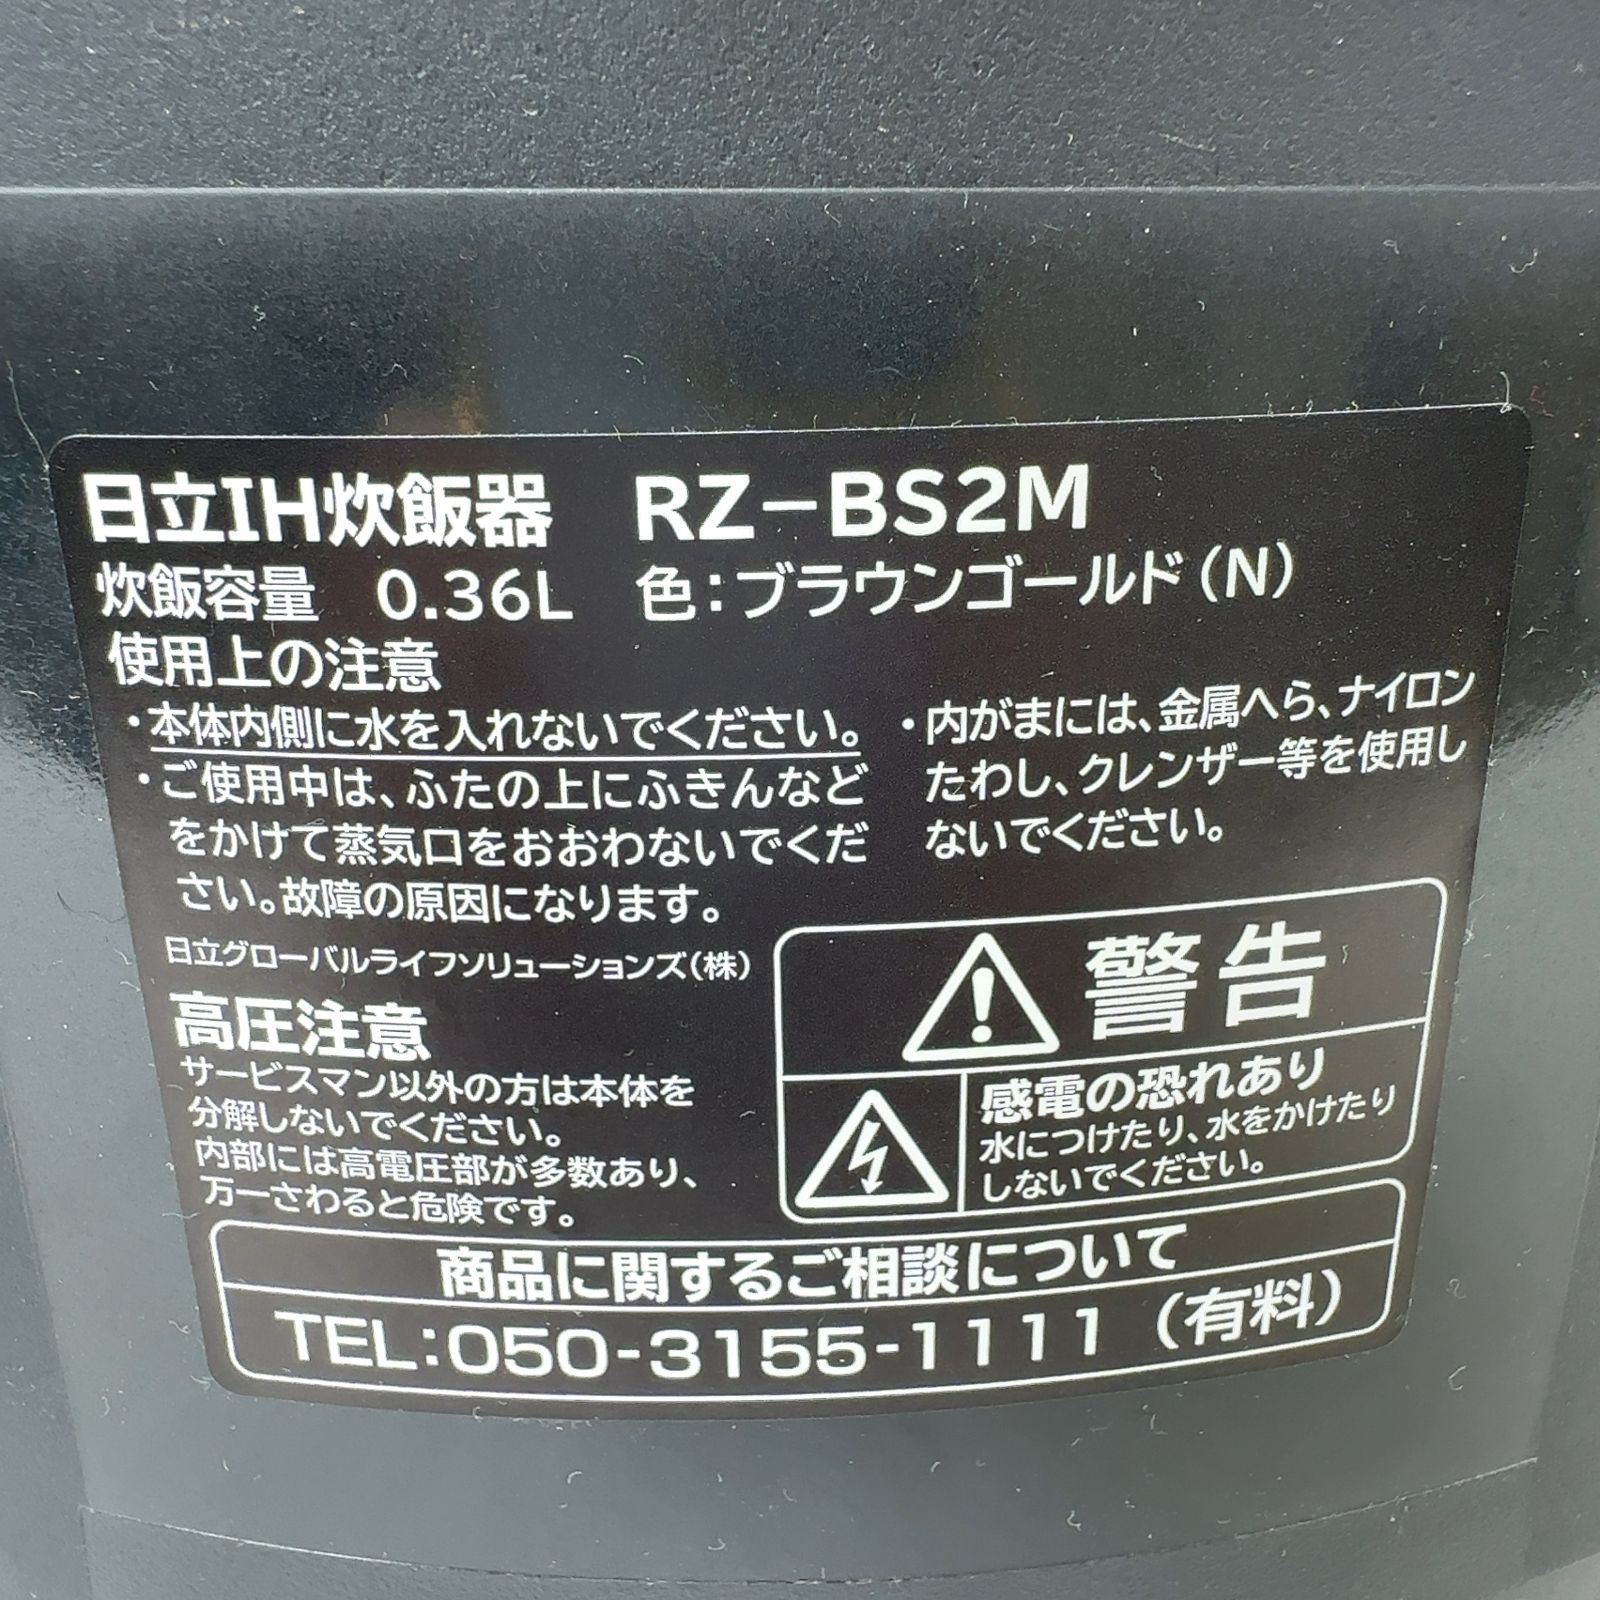 日立IH炊飯器 RZ-BS2M
炊飯容量 0.36L 色：ブラウンゴールド（N）
使用上の注意
・本体内側に水を入れないでください。
・ご使用中は、ふたの上にふきんなど
をかけて蒸気口をおおわないでくだ
さい。故障の原因になります。
・内がまには、金属へら、ナイロン
たわし、クレンザー等を使用し
ないでください。
日立グローバルライフソリューションズ（株）
高圧注意
サービスマン以外の方は本体を
分解しないでください。
内部には高電圧部が多数あり、
万一さわると危険です。
警告
感電の恐れあり
水につけたり、水をかけたり
しないでください。
商品に関するご相談について
TEL：050-3155-1111（有料）